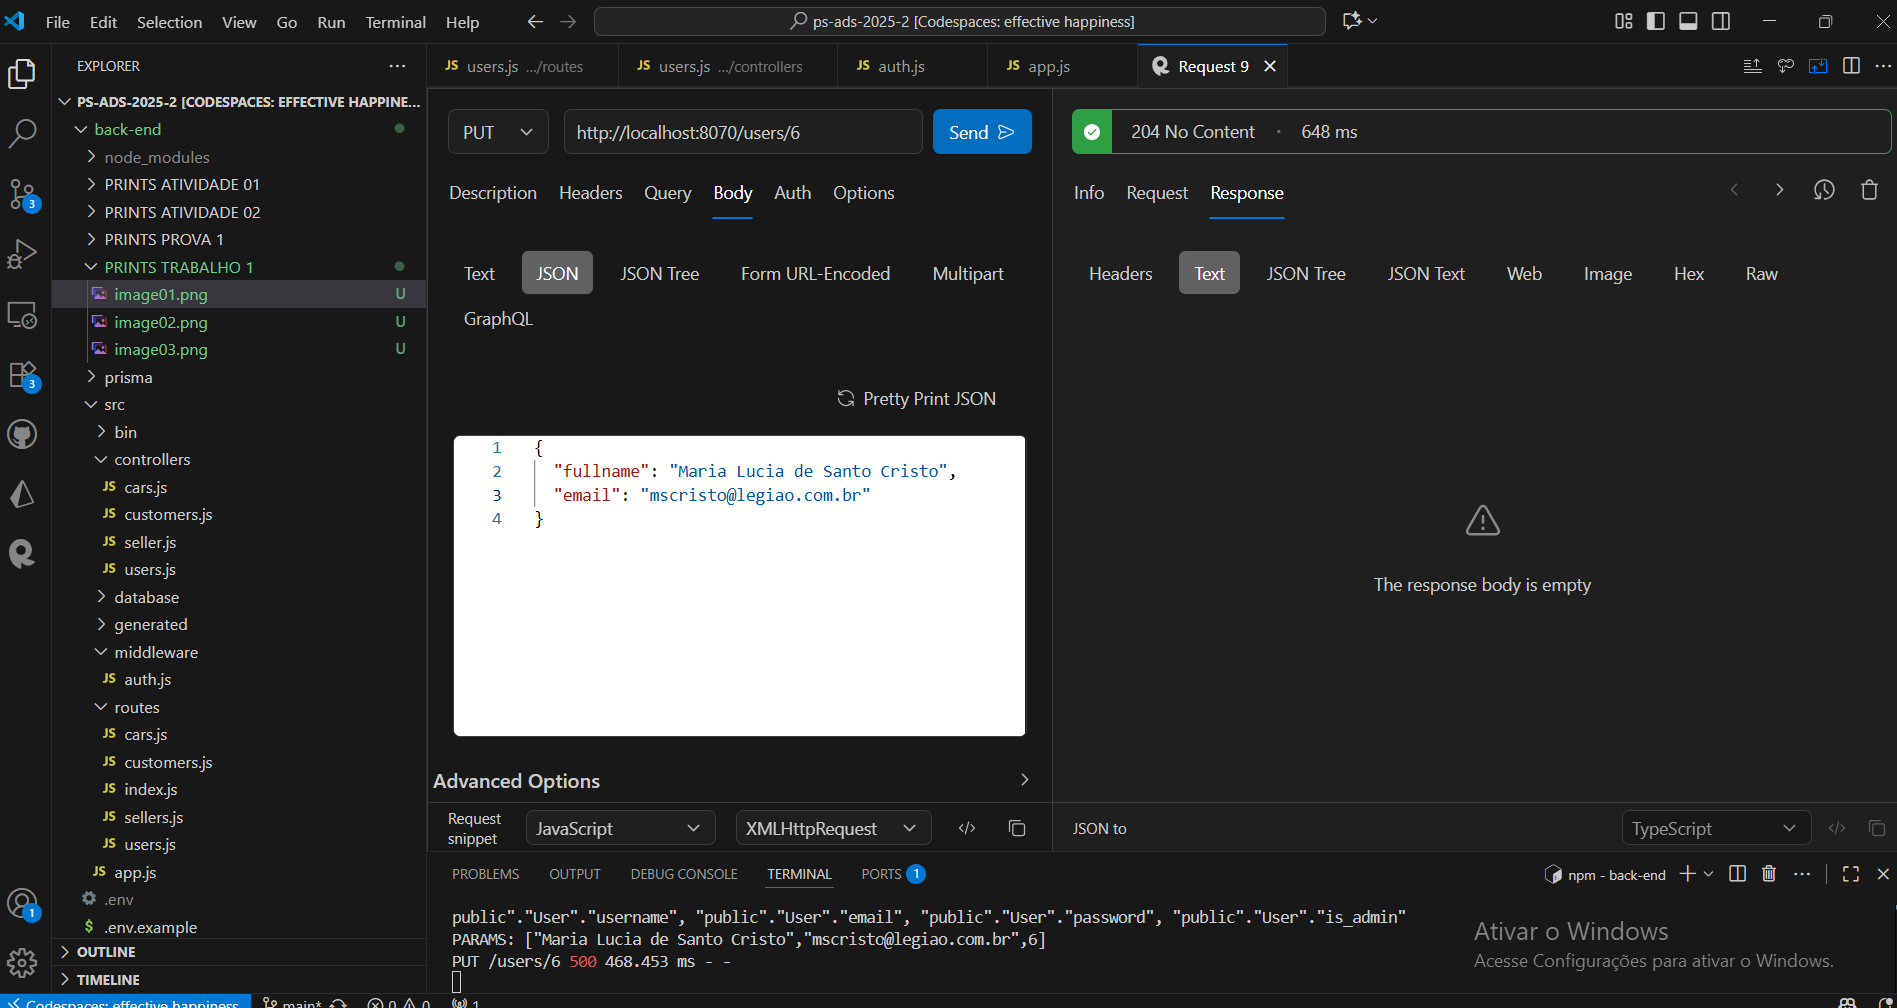 File Edit Selection View Go Run Terminal Help
ps-ads-2025-2 [Codespaces: effective happiness]
EXPLORER
PS-ADS-2025-2 [CODESPACES: EFFECTIVE HAPPINE...
back-end
node_modules
PRINTS ATIVIDADE 01
PRINTS ATIVIDADE 02
PRINTS PROVA 1
PRINTS TRABALHO 1
image01.png U
image02.png U
image03.png U
prisma
src
bin
controllers
JS cars.js
JS customers.js
JS seller.js
JS users.js
database
generated
middleware
JS auth.js
routes
JS cars.js
JS customers.js
JS index.js
JS sellers.js
JS users.js
JS app.js
.env
$ .env.example
OUTLINE
TIMELINE
3
3
1
JS users.js .../routes
JS users.js .../controllers
JS auth.js
JS app.js
Request 9
PUT http://localhost:8070/users/6 Send
Description Headers Query Body Auth Options
Text JSON JSON Tree Form URL-Encoded Multipart
GraphQL
Pretty Print JSON
1 {
2 "fullname": "Maria Lucia de Santo Cristo",
3 "email": "mscristo@legiao.com.br"
4 }
Advanced Options
Request snippet
JavaScript XMLHttpRequest
204 No Content · 648 ms
Info Request Response
Headers Text JSON Tree JSON Text Web Image Hex Raw
The response body is empty
JSON to TypeScript
PROBLEMS OUTPUT DEBUG CONSOLE TERMINAL PORTS 1
npm - back-end
public"."User"."username", "public"."User"."email", "public"."User"."password", "public"."User"."is_admin"
PARAMS: ["Maria Lucia de Santo Cristo","mscristo@legiao.com.br",6]
PUT /users/6 500 468.453 ms - -
Ativar o Windows
Acesse Configurações para ativar o Windows.
Codespaces: effective happiness main* 0 0 1